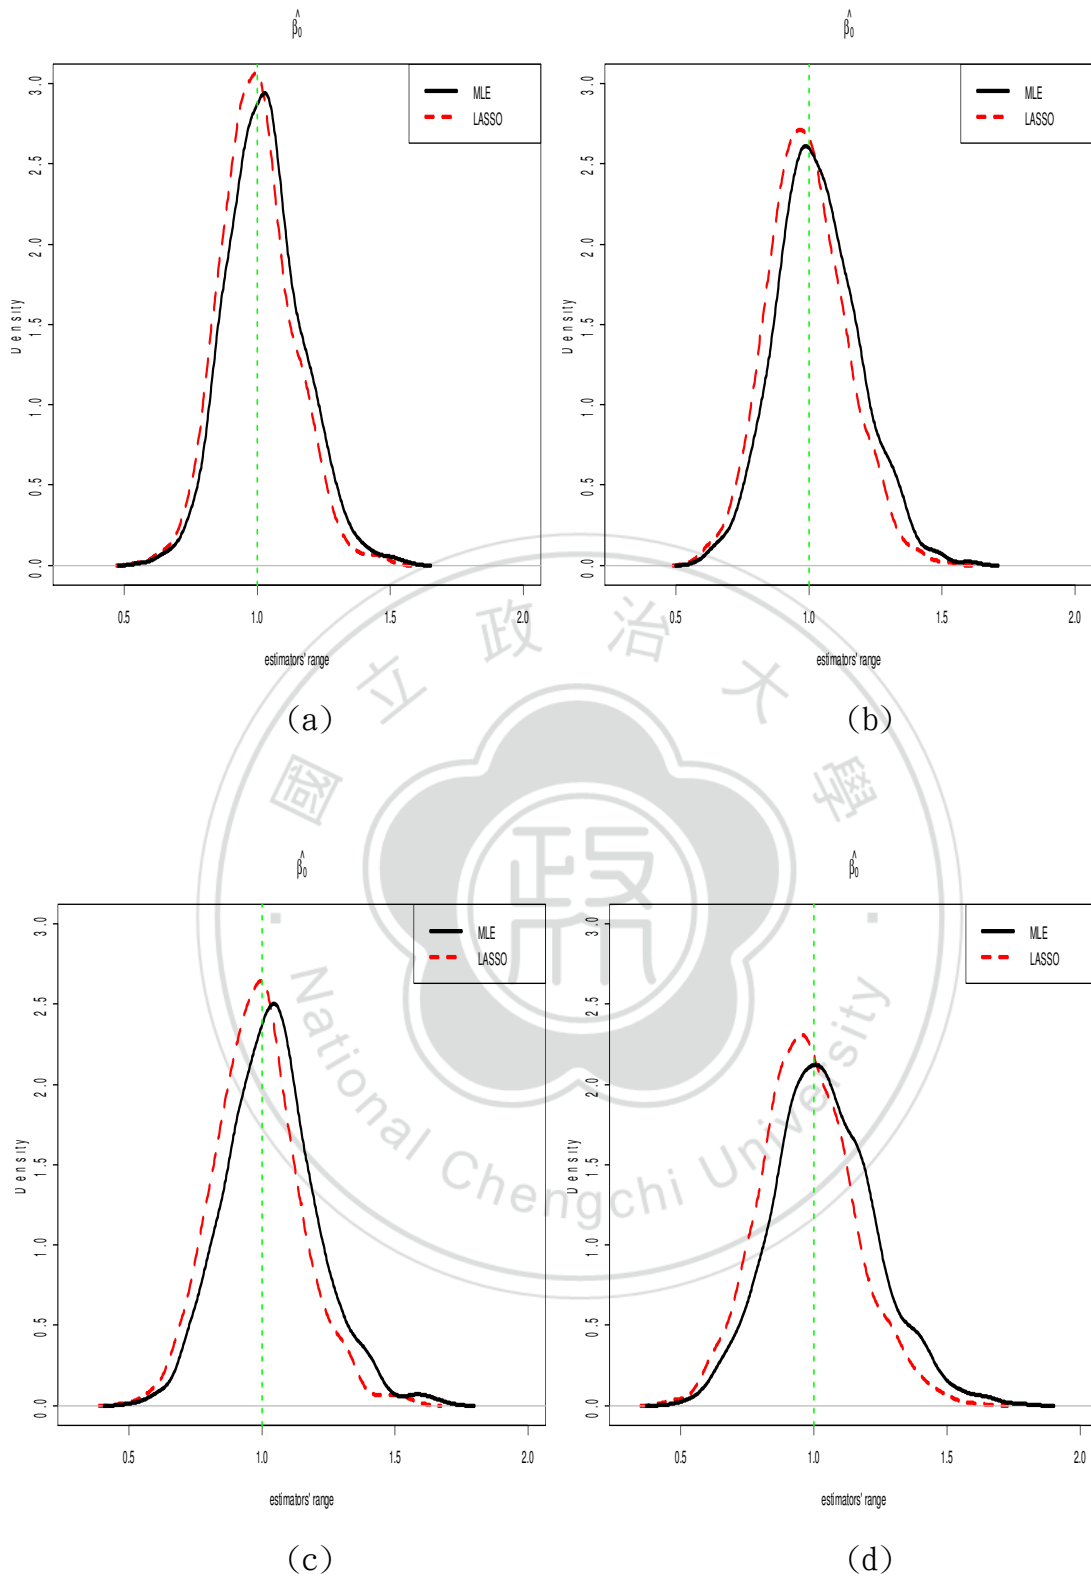 β̂0
3.0
2.5
2.0
1.5
1.0
0.5
0.0
Density
MLE
LASSO
0.5 1.0 1.5 2.0
estimators' range
(a)
β̂0
3.0
2.5
2.0
1.5
1.0
0.5
0.0
Density
MLE
LASSO
0.5 1.0 1.5 2.0
estimators' range
(b)
國立政治大學
政
National Chengchi University
β̂0
3.0
2.5
2.0
1.5
1.0
0.5
0.0
Density
MLE
LASSO
0.5 1.0 1.5 2.0
estimators' range
(c)
β̂0
3.0
2.5
2.0
1.5
1.0
0.5
0.0
Density
MLE
LASSO
0.5 1.0 1.5 2.0
estimators' range
(d)